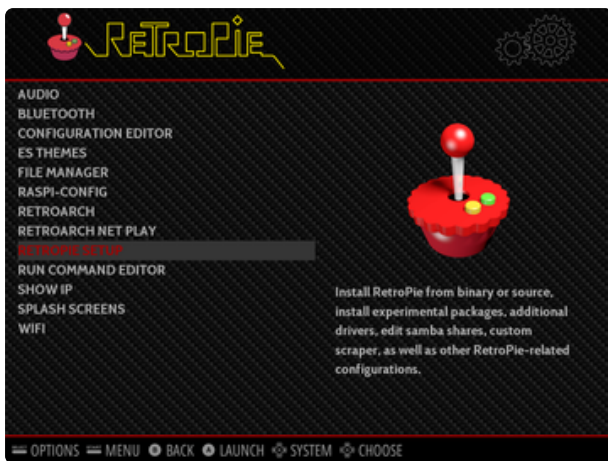 RETROPIE
AUDIO
BLUETOOTH
CONFIGURATION EDITOR
ES THEMES
FILE MANAGER
RASPI-CONFIG
RETROARCH
RETROARCH NET PLAY
RETROPIE SETUP
RUN COMMAND EDITOR
SHOW IP
SPLASH SCREENS
WIFI
Install RetroPie from binary or source,
install experimental packages, additional
drivers, edit samba shares, custom
scraper, as well as other RetroPie-related
configurations.
SELECT OPTIONS START MENU B BACK A LAUNCH SYSTEM CHOOSE